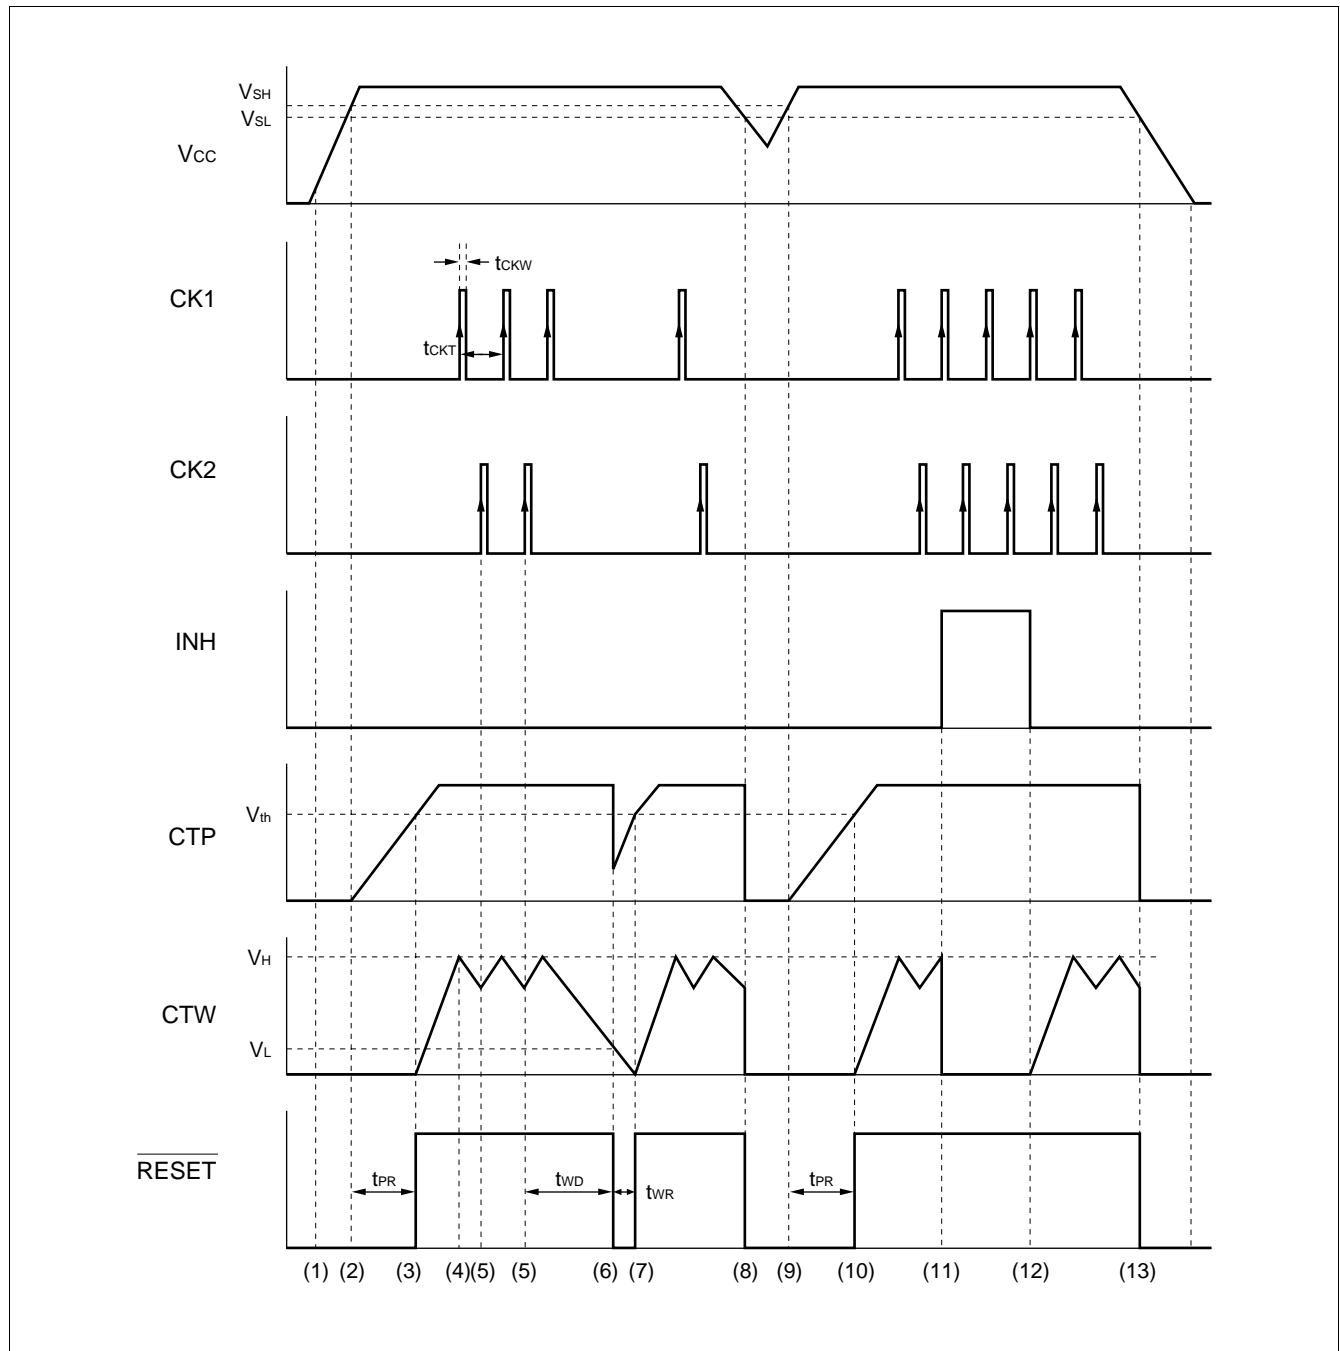 VSH
VSL
VCC
tCKW
CK1
tCKT
CK2
INH
Vth
CTP
VH
CTW
VL
RESET
tPR
tWD
tWR
tPR
(1) (2) (3) (4)(5) (5) (6) (7) (8) (9) (10) (11) (12) (13)